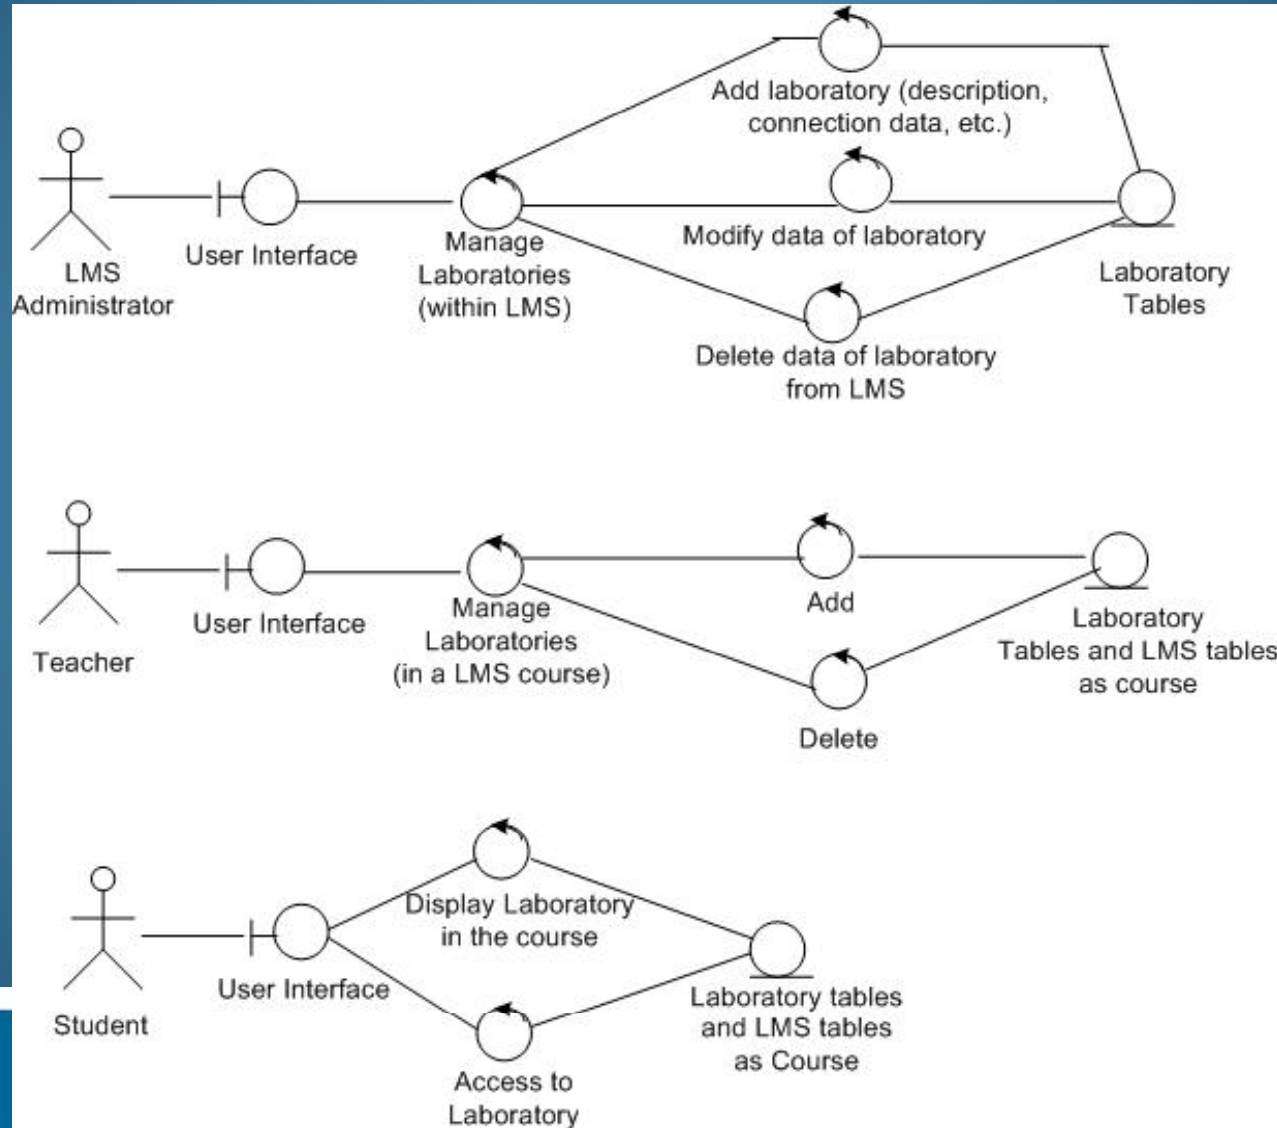 Add laboratory (description,
connection data, etc.)
Modify data of laboratory
User Interface
Manage
Laboratories
(within LMS)
LMS
Administrator
Laboratory
Tables
Delete data of laboratory
from LMS
Add
User Interface
Manage
Laboratories
(in a LMS course)
Laboratory
Tables and LMS tables
as course
Teacher
Delete
Display Laboratory
in the course
User Interface
Laboratory tables
and LMS tables
as Course
Student
Access to
Laboratory